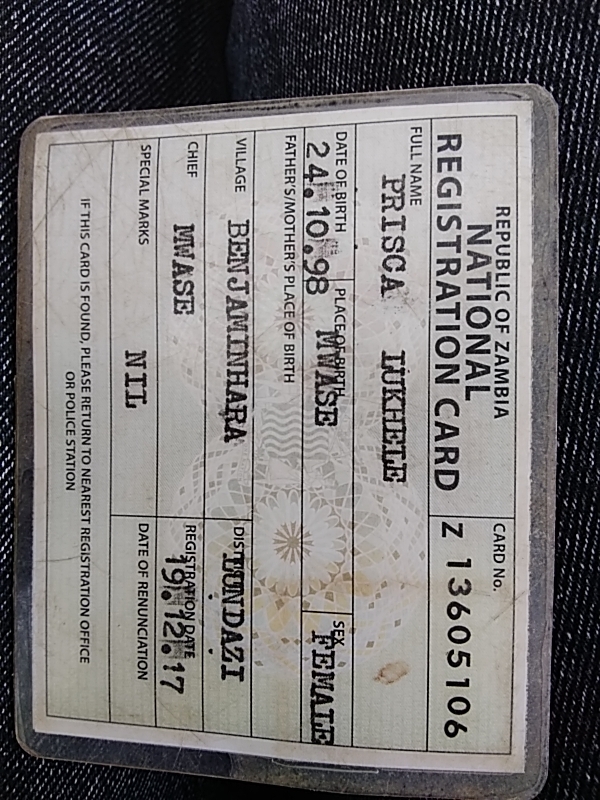 REPUBLIC OF ZAMBIA
NATIONAL
REGISTRATION CARD
CARD No.
Z 13605106
FULL NAME
PRISCA LUKHELE
DATE OF BIRTH
24.10.98
PLACE OF BIRTH
MWASE
SEX
FEMALE
FATHER'S/MOTHER'S PLACE OF BIRTH
VILLAGE
BENJAMINHARA
DIST
LUNDAZI
CHIEF
MWASE
REGISTRATION DATE
19.12.17
SPECIAL MARKS
NIL
DATE OF RENUNCIATION
IF THIS CARD IS FOUND, PLEASE RETURN TO NEAREST REGISTRATION OFFICE
OR POLICE STATION